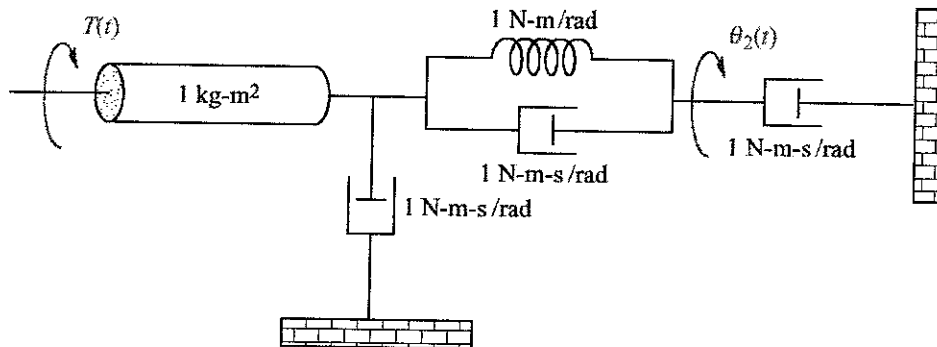 1 N-m/rad
T(t)
θ₂(t)
1 kg-m²
1 N-m-s/rad
1 N-m-s/rad
1 N-m-s/rad